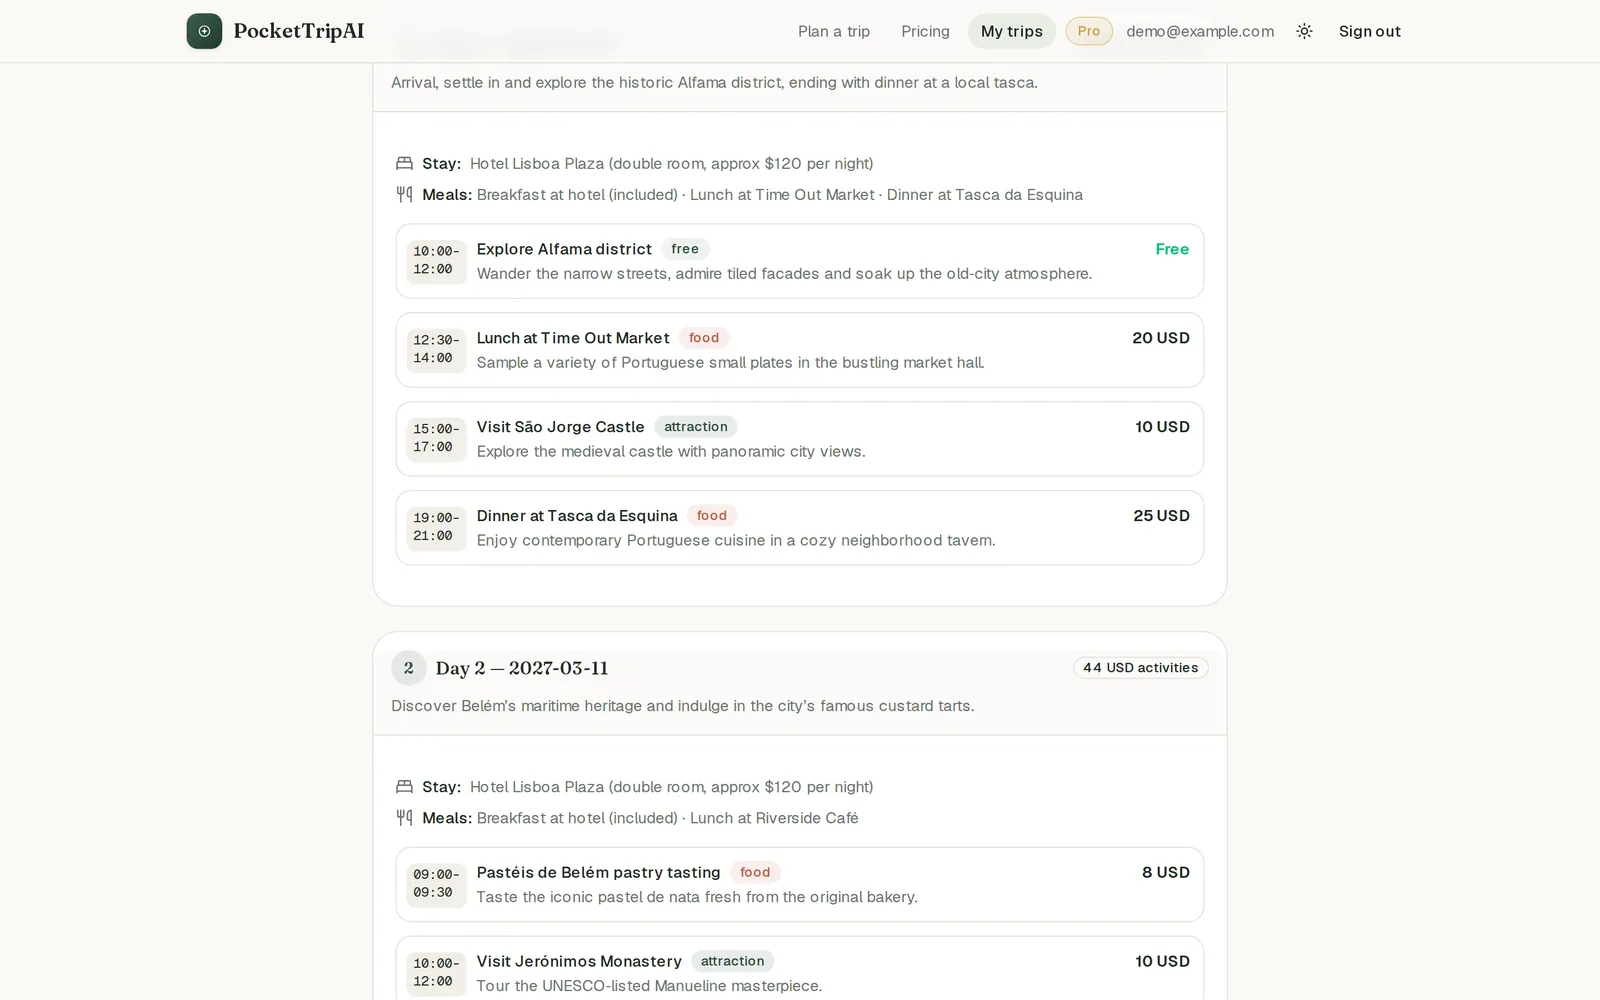 PocketTripAI
Plan a trip
Pricing
My trips
Pro
demo@example.com
Sign out
Arrival, settle in and explore the historic Alfama district, ending with dinner at a local tasca.
Stay: Hotel Lisboa Plaza (double room, approx $120 per night)
Meals: Breakfast at hotel (included) · Lunch at Time Out Market · Dinner at Tasca da Esquina
10:00-
12:00
Explore Alfama district
free
Free
Wander the narrow streets, admire tiled facades and soak up the old-city atmosphere.
12:30-
14:00
Lunch at Time Out Market
food
20 USD
Sample a variety of Portuguese small plates in the bustling market hall.
15:00-
17:00
Visit São Jorge Castle
attraction
10 USD
Explore the medieval castle with panoramic city views.
19:00-
21:00
Dinner at Tasca da Esquina
food
25 USD
Enjoy contemporary Portuguese cuisine in a cozy neighborhood tavern.
2
Day 2 — 2027-03-11
44 USD activities
Discover Belém’s maritime heritage and indulge in the city’s famous custard tarts.
Stay: Hotel Lisboa Plaza (double room, approx $120 per night)
Meals: Breakfast at hotel (included) · Lunch at Riverside Café
09:00-
09:30
Pastéis de Belém pastry tasting
food
8 USD
Taste the iconic pastel de nata fresh from the original bakery.
10:00-
12:00
Visit Jerónimos Monastery
attraction
10 USD
Tour the UNESCO-listed Manueline masterpiece.